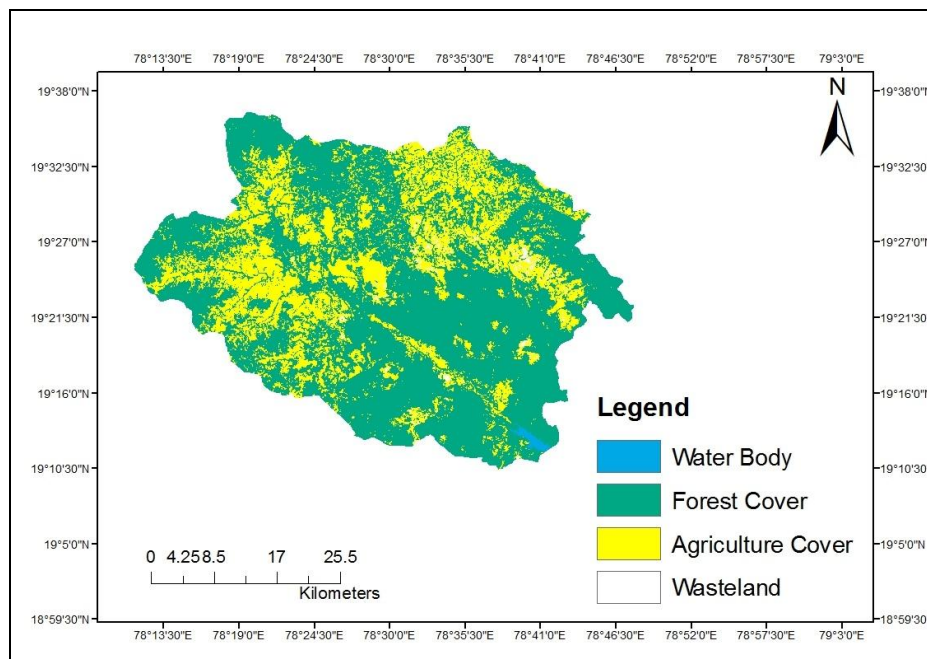 78°13'30"E 78°19'0"E 78°24'30"E 78°30'0"E 78°35'30"E 78°41'0"E 78°46'30"E 78°52'0"E 78°57'30"E 79°3'0"E
19°38'0"N 19°38'0"N
N
19°32'30"N 19°32'30"N
19°27'0"N 19°27'0"N
19°21'30"N 19°21'30"N
19°16'0"N 19°16'0"N
Legend
Water Body
19°10'30"N 19°10'30"N
Forest Cover
Agriculture Cover
19°5'0"N 19°5'0"N
0 4.25 8.5 17 25.5
Wasteland
Kilometers
18°59'30"N 18°59'30"N
78°13'30"E 78°19'0"E 78°24'30"E 78°30'0"E 78°35'30"E 78°41'0"E 78°46'30"E 78°52'0"E 78°57'30"E 79°3'0"E